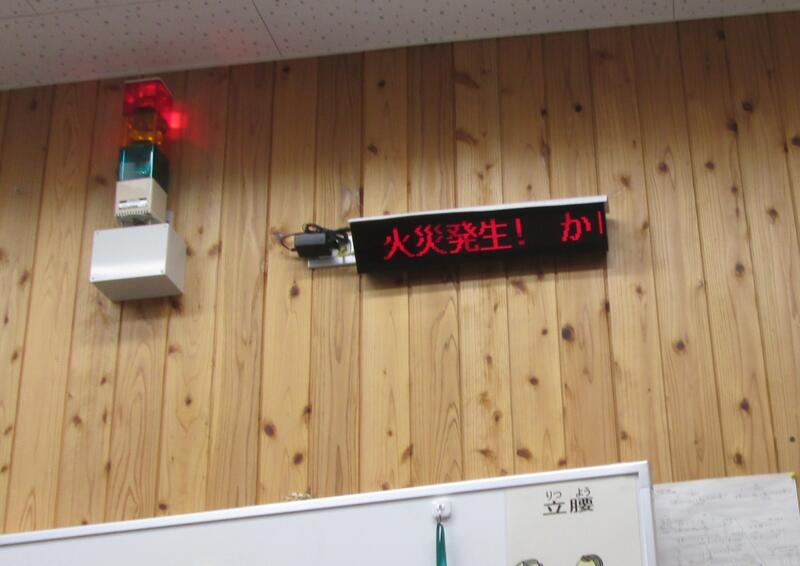 火災発生! か
りつ よう
立腰